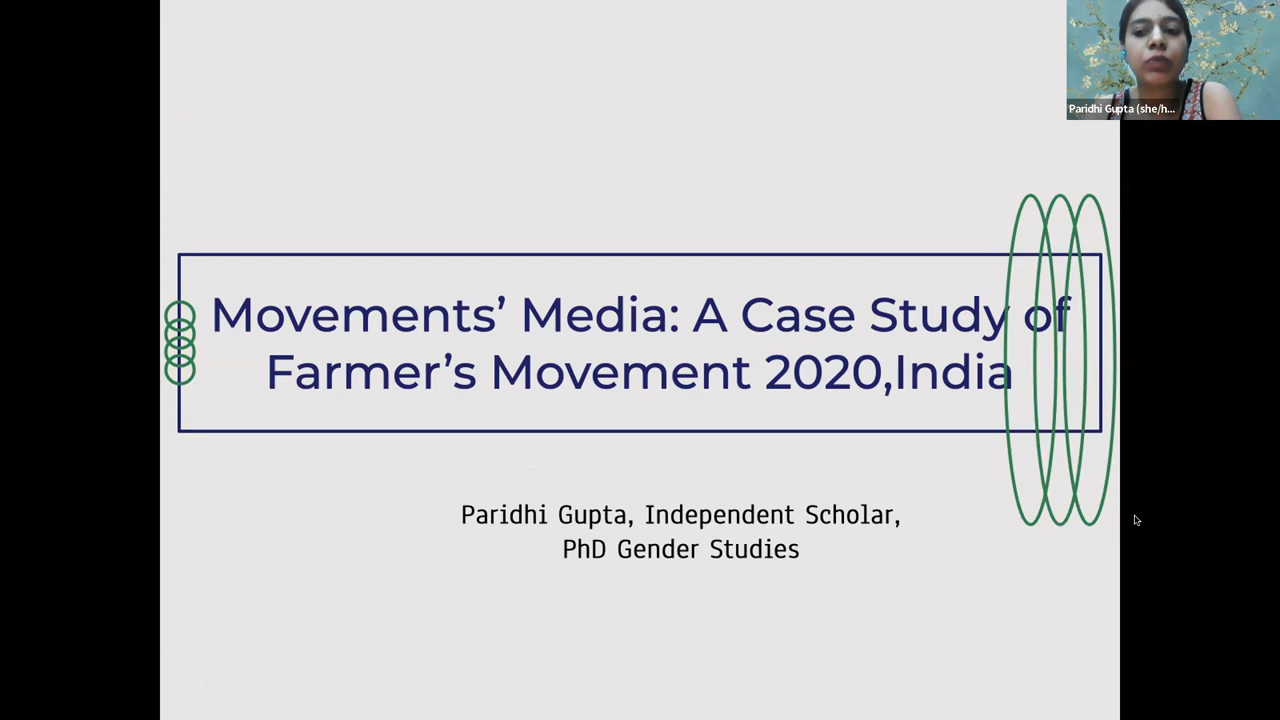 Paridhi Gupta (she/h...
Movements’ Media: A Case Study of
Farmer’s Movement 2020,India
Paridhi Gupta, Independent Scholar,
PhD Gender Studies